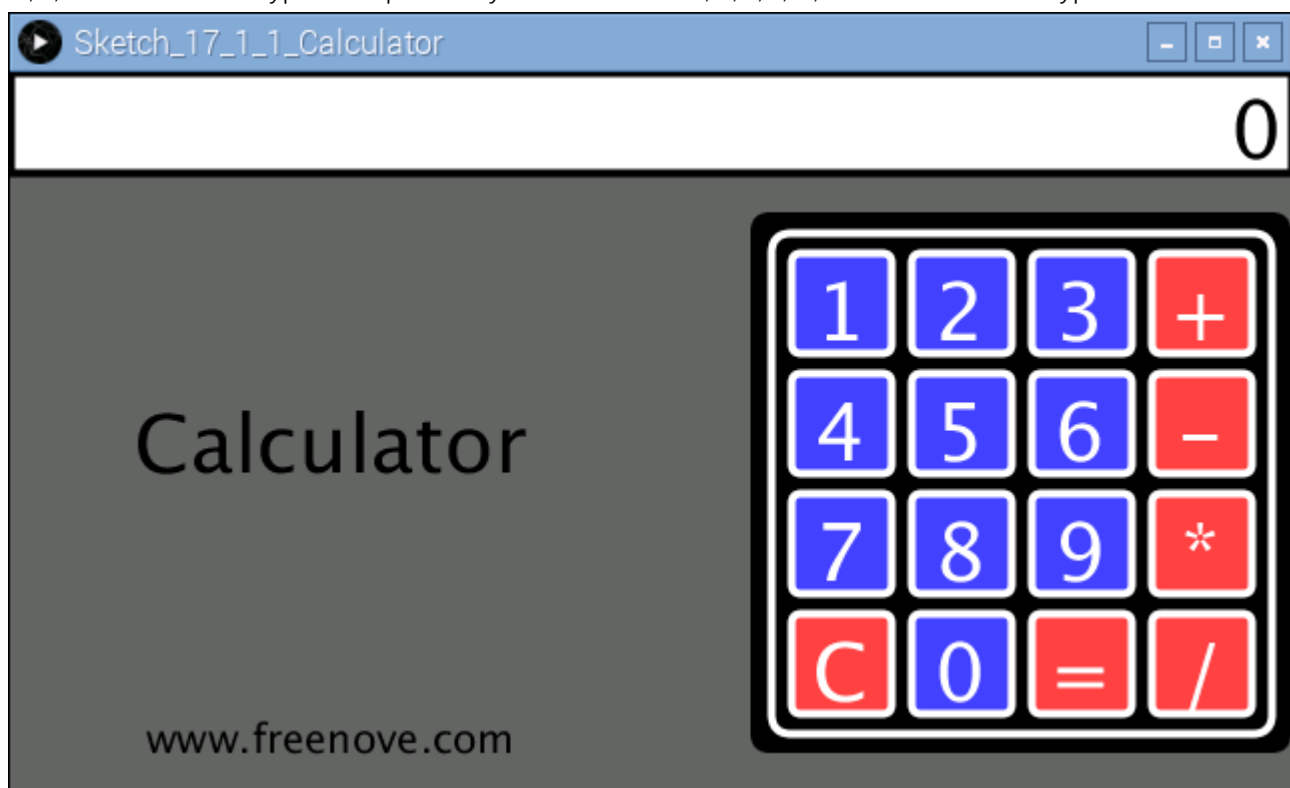 Sketch_17_1_1_Calculator
0
1 2 3 +
4 5 6 -
7 8 9 *
C 0 = /
Calculator
www.freenove.com